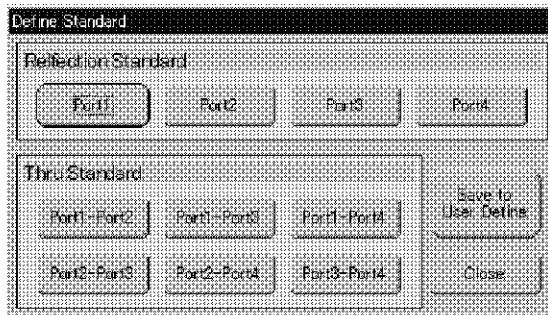 Define Standard
Relfection Standard
Port1 Port2 Port3 Port4
Thru Standard
Port1-Port2 Port1-Port3 Port1-Port4
Save to
User Define
Port2-Port3 Port2-Port4 Port3-Port4 Close